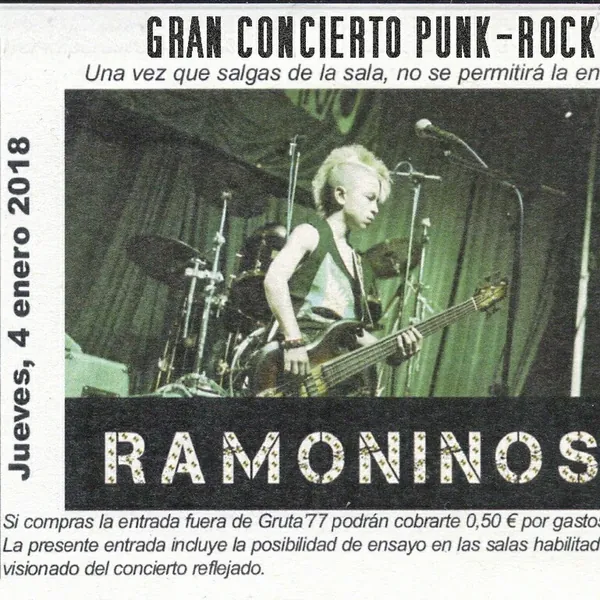 GRAN CONCIERTO PUNK-ROCK
Una vez que salgas de la sala, no se permitirá la en
Jueves, 4 enero 2018
RAMONINOS
Si compras la entrada fuera de Gruta'77 podrán cobrarte 0,50 € por gastos
La presente entrada incluye la posibilidad de ensayo en las salas habilitad
visionado del concierto reflejado.